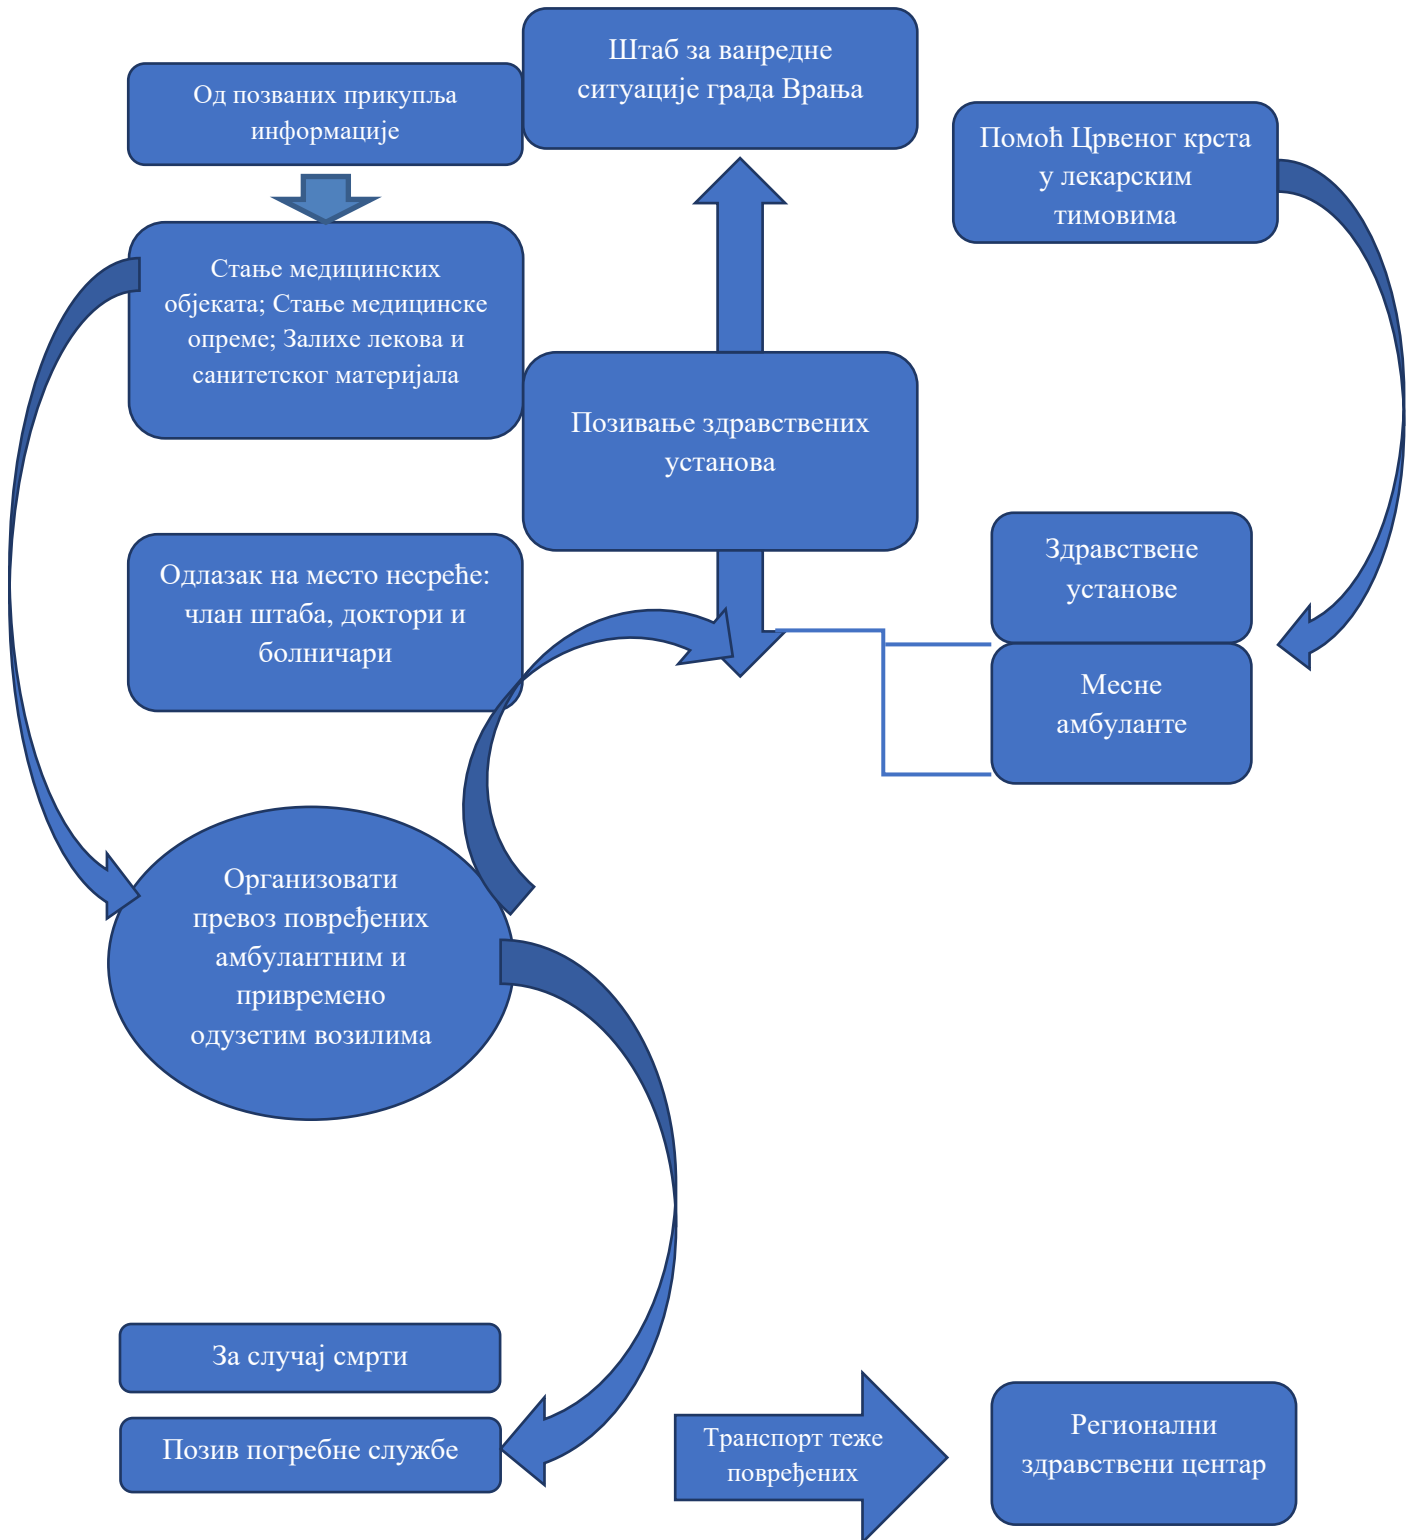 Штаб за ванредне
ситуације града Врања
Од позваних прикупља
информације
Помоћ Црвеног крста
у лекарским
тимовима
Стање медицинских
објеката; Стање медицинске
опреме; Залихе лекова и
санитетског материјала
Позивање здравствених
установа
Здравствене
установе
Одлазак на место несреће:
члан штаба, доктори и
болничари
Месне
амбуланте
Организовати
превоз повређених
амбулантним и
привремено
одузетим возилима
За случај смрти
Позив погребне службе
Транспорт теже
повређених
Регионални
здравствени центар